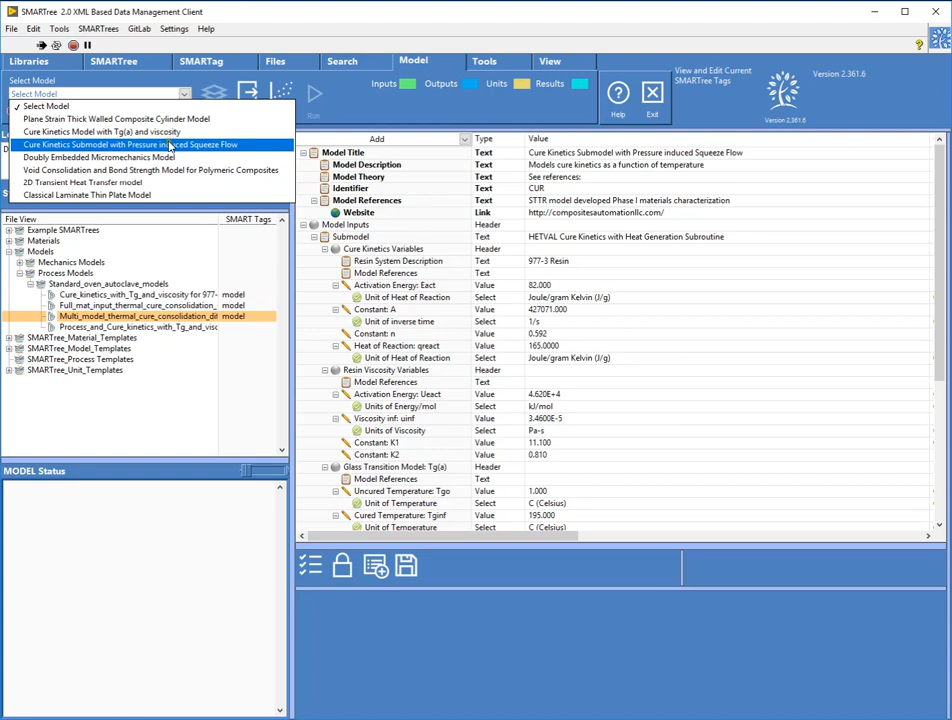 SMARTree 2.0 XML Based Data Management Client
File Edit Tools SMARTrees GitLab Settings Help
Libraries SMARTree SMARTag Files Search Model Tools View
Select Model
Select Model
Run
Inputs Outputs Units Results
Help Exit
View and Edit Current
SMARTree Tags
Version 2.361.6
Version 2.361.6
✓ Select Model
Plane Strain Thick Walled Composite Cylinder Model
Cure Kinetics Model with Tg(a) and viscosity
Cure Kinetics Submodel with Pressure induced Squeeze Flow
Doubly Embedded Micromechanics Model
Void Consolidation and Bond Strength Model for Polymeric Composites
2D Transient Heat Transfer model
Classical Laminate Thin Plate Model
File View SMART Tags
Example SMARTrees
Materials
Models
Mechanics Models
Process Models
Standard_oven_autoclave_models
Cure_kinetics_with_Tg_and_viscosity for 977- model
Full_mat_input_thermal_cure_consolidation_ model
Multi_model_thermal_cure_consolidation_dif model
Process_and_Cure_kinetics_with_Tg_and_visc
SMARTree_Material_Templates
SMARTree_Model_Templates
SMARTree_Process Templates
SMARTree_Unit_Templates
MODEL Status
Add Type Value
Model Title Text Cure Kinetics Submodel with Pressure induced Squeeze Flow
Model Description Text Models cure kinetics as a function of temperature
Model Theory Text See references:
Identifier Text CUR
Model References Text STTR model developed Phase I materials characterization
Website Link http://compositesautomationllc.com/
Model Inputs Header
Submodel Text HETVAL Cure Kinetics with Heat Generation Subroutine
Cure Kinetics Variables Header
Resin System Description Text 977-3 Resin
Model References Text
Activation Energy: Eact Value 82.000
Unit of Heat of Reaction Select Joule/gram Kelvin (J/g)
Constant: A Value 427071.000
Unit of inverse time Select 1/s
Constant: n Value 0.592
Heat of Reaction: qreact Value 165.0000
Unit of Heat of Reaction Select Joule/gram Kelvin (J/g)
Resin Viscosity Variables Header
Model References Text
Activation Energy: Ueact Value 4.620E+4
Units of Energy/mol Select kJ/mol
Viscosity inf: uinf Value 3.4600E-5
Units of Viscosity Select Pa-s
Constant: K1 Value 11.100
Constant: K2 Value 0.810
Glass Transition Model: Tg(a) Header
Model References Text
Uncured Temperature: Tgo Value 1.000
Unit of Temperature Select C (Celsius)
Cured Temperature: Tginf Value 195.000
Unit of Temperature Select C (Celsius)